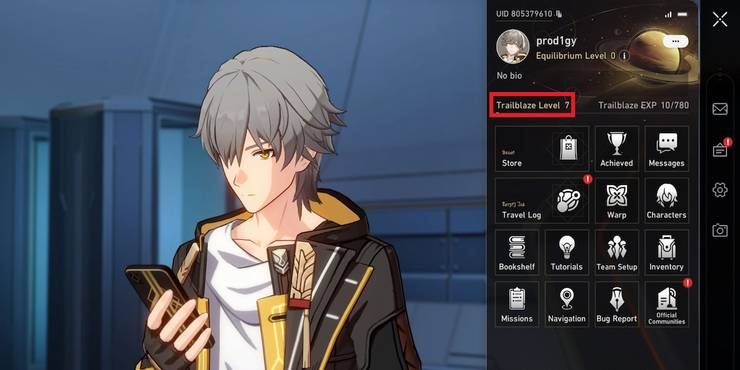 UID 805379610
prod1gy
Equilibrium Level 0
No bio
Trailblaze Level 7
Trailblaze EXP 10/780
Store
Achieved
Messages
Travel Log
Warp
Characters
Bookshelf
Tutorials
Team Setup
Inventory
Missions
Navigation
Bug Report
Official
Communities